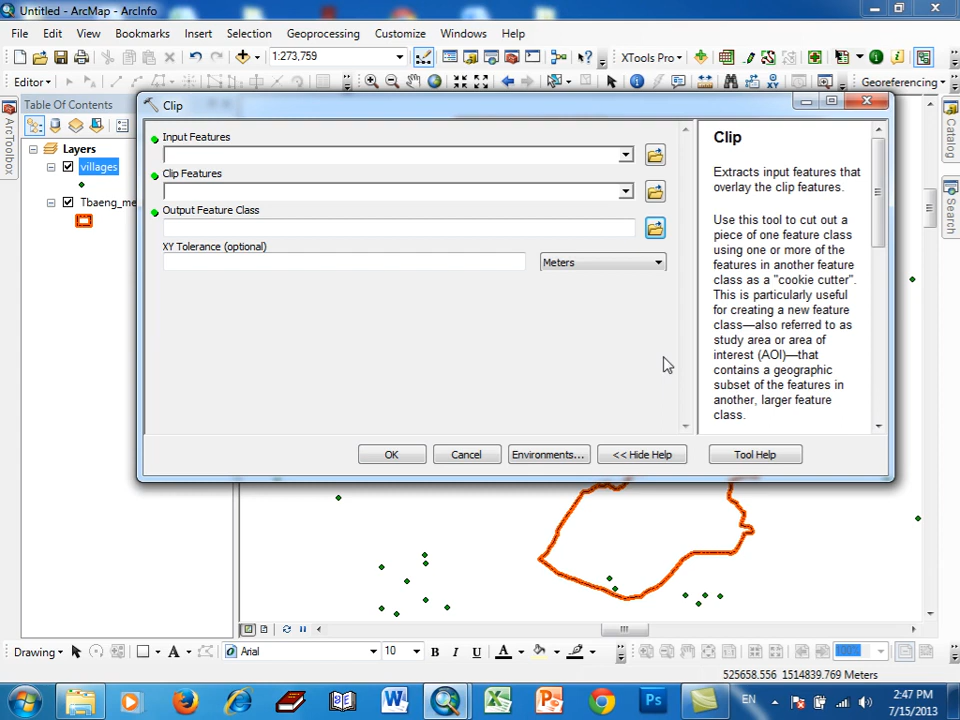 Untitled - ArcMap - ArcInfo
File Edit View Bookmarks Insert Selection Geoprocessing Customize Windows Help
1:273,759
XTools Pro
Editor
Georeferencing
Table Of Contents
ArcToolbox
Layers
villages
Tbaeng_me
Clip
Input Features
Clip Features
Output Feature Class
XY Tolerance (optional)
Meters
OK
Cancel
Environments...
<< Hide Help
Tool Help
Clip
Extracts input features that
overlay the clip features.
Use this tool to cut out a
piece of one feature class
using one or more of the
features in another feature
class as a "cookie cutter".
This is particularly useful
for creating a new feature
class—also referred to as
study area or area of
interest (AOI)—that
contains a geographic
subset of the features in
another, larger feature
class.
Catalog
Search
Drawing
Arial
10
B I U A
100%
525658.556 1514839.769 Meters
EN
2:47 PM
7/15/2013